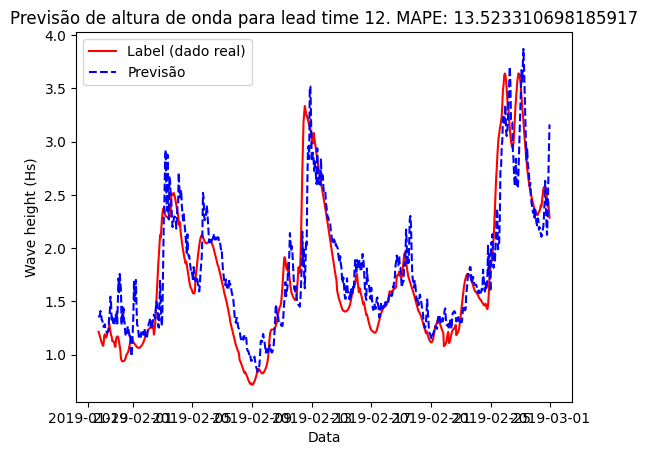 Previsão de altura de onda para lead time 12. MAPE: 13.523310698185917
Label (dado real)
Previsão
4.0
3.5
3.0
2.5
2.0
1.5
1.0
Wave height (Hs)
2019-01-29 2019-02-01 2019-02-05 2019-02-09 2019-02-13 2019-02-17 2019-02-21 2019-02-25 2019-03-01
Data